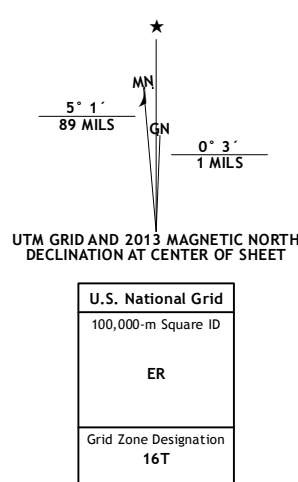 ★
MN
5° 1´
89 MILS
GN
0° 3´
1 MILS
UTM GRID AND 2013 MAGNETIC NORTH
DECLINATION AT CENTER OF SHEET
U.S. National Grid
100,000-m Square ID
ER
Grid Zone Designation
16T